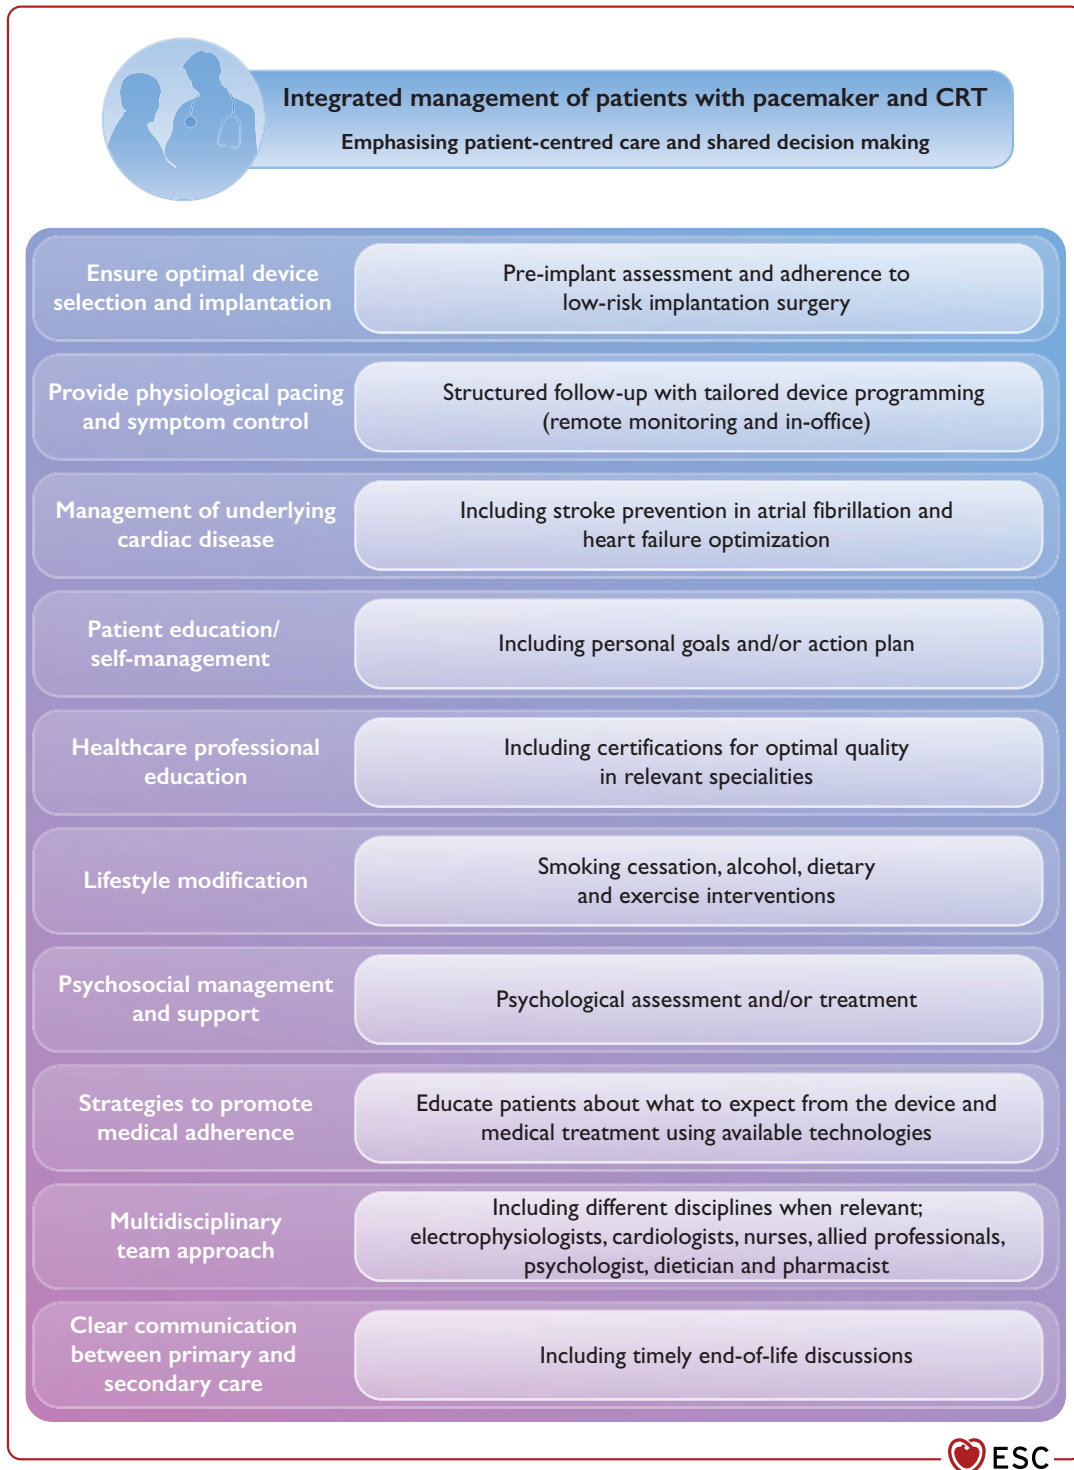 Integrated management of patients with pacemaker and CRT
Emphasising patient-centred care and shared decision making
Ensure optimal device
selection and implantation
Pre-implant assessment and adherence to
low-risk implantation surgery
Provide physiological pacing
and symptom control
Structured follow-up with tailored device programming
(remote monitoring and in-office)
Management of underlying
cardiac disease
Including stroke prevention in atrial fibrillation and
heart failure optimization
Patient education/
self-management
Including personal goals and/or action plan
Healthcare professional
education
Including certifications for optimal quality
in relevant specialities
Lifestyle modification
Smoking cessation, alcohol, dietary
and exercise interventions
Psychosocial management
and support
Psychological assessment and/or treatment
Strategies to promote
medical adherence
Educate patients about what to expect from the device and
medical treatment using available technologies
Multidisciplinary
team approach
Including different disciplines when relevant;
electrophysiologists, cardiologists, nurses, allied professionals,
psychologist, dietician and pharmacist
Clear communication
between primary and
secondary care
Including timely end-of-life discussions
ESC